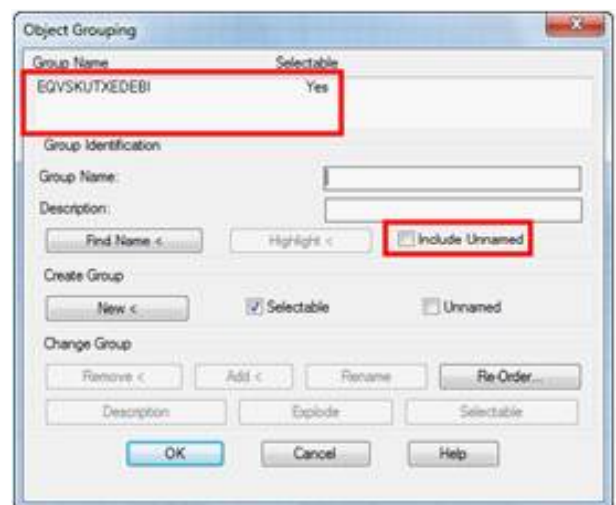 Object Grouping
Group Name Selectable
EQVSKUTXEDEBI Yes
Group Identification
Group Name:
Description:
Find Name < Highlight < Include Unnamed
Create Group
New < Selectable Unnamed
Change Group
Remove < Add < Rename Re-Order...
Description Explode Selectable
OK Cancel Help